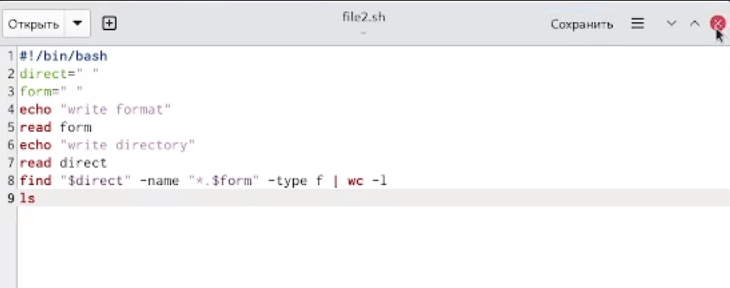 Открыть
file2.sh
Сохранить
1 #!/bin/bash
2 direct=" "
3 form=" "
4 echo "write format"
5 read form
6 echo "write directory"
7 read direct
8 find "$direct" -name "*.$form" -type f | wc -l
9 ls